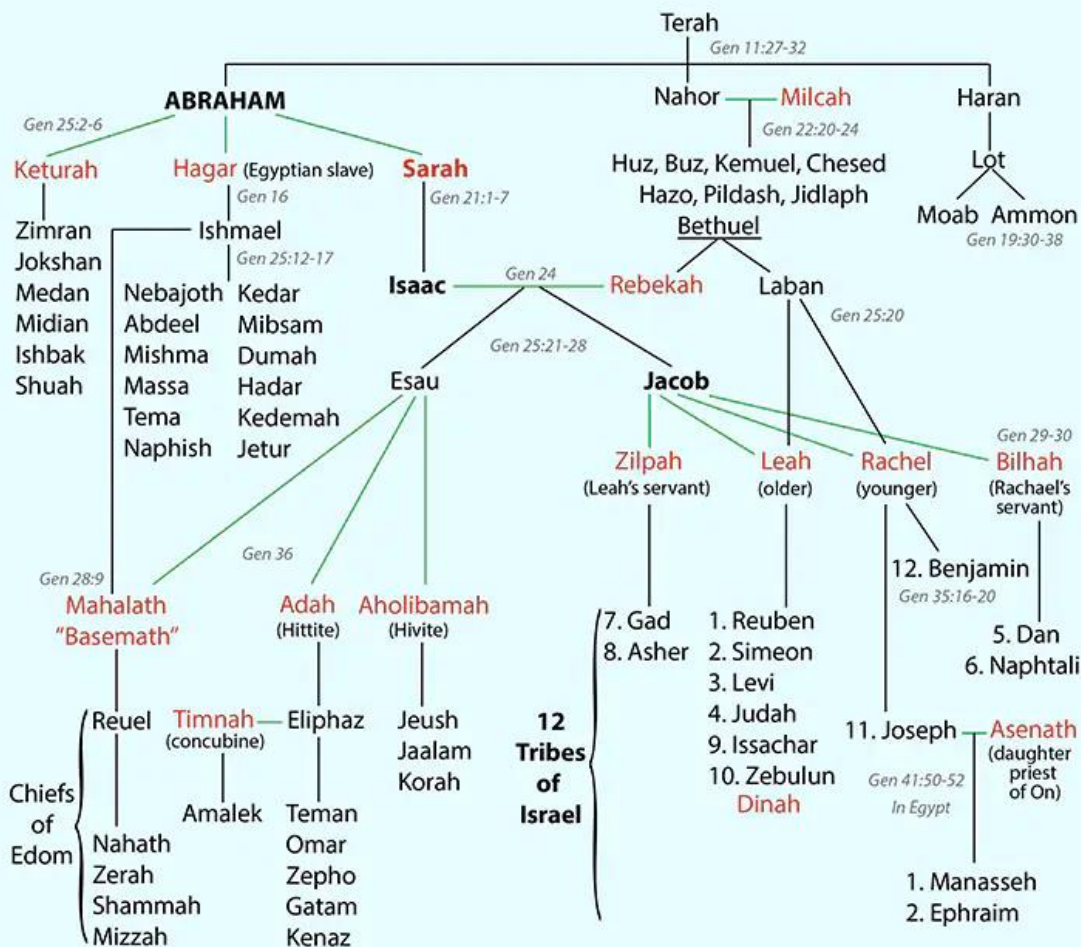 Terah
Gen 11:27-32
ABRAHAM
Nahor
Milcah
Haran
Gen 25:2-6
Gen 22:20-24
Keturah
Hagar (Egyptian slave)
Sarah
Huz, Buz, Kemuel, Chesed
Hazo, Pildash, Jidlaph
Bethuel
Lot
Gen 16
Gen 21:1-7
Moab Ammon
Gen 19:30-38
Zimran
Jokshan
Medan
Midian
Ishbak
Shuah
Ishmael
Gen 25:12-17
Nebajoth
Abdeel
Mishma
Massa
Tema
Naphish
Kedar
Mibsam
Dumah
Hadar
Kedemah
Jetur
Isaac
Gen 24
Rebekah
Laban
Gen 25:20
Gen 25:21-28
Esau
Jacob
Gen 29-30
Zilpah
(Leah's servant)
Leah
(older)
Rachel
(younger)
Bilhah
(Rachael's
servant)
Gen 36
Gen 28:9
Mahalath
"Basemath"
Adah
(Hittite)
Aholibamah
(Hivite)
12. Benjamin
Gen 35:16-20
7. Gad
8. Asher
1. Reuben
2. Simeon
3. Levi
4. Judah
9. Issachar
10. Zebulun
Dinah
5. Dan
6. Naphtali
Reuel
Timnah
(concubine)
Eliphaz
Jeush
Jaalam
Korah
12
Tribes
of
Israel
11. Joseph
Asenath
(daughter
priest
of On)
Gen 41:50-52
In Egypt
Chiefs
of
Edom
Amalek
Nahath
Zerah
Shammah
Mizzah
Teman
Omar
Zepho
Gatam
Kenaz
1. Manasseh
2. Ephraim